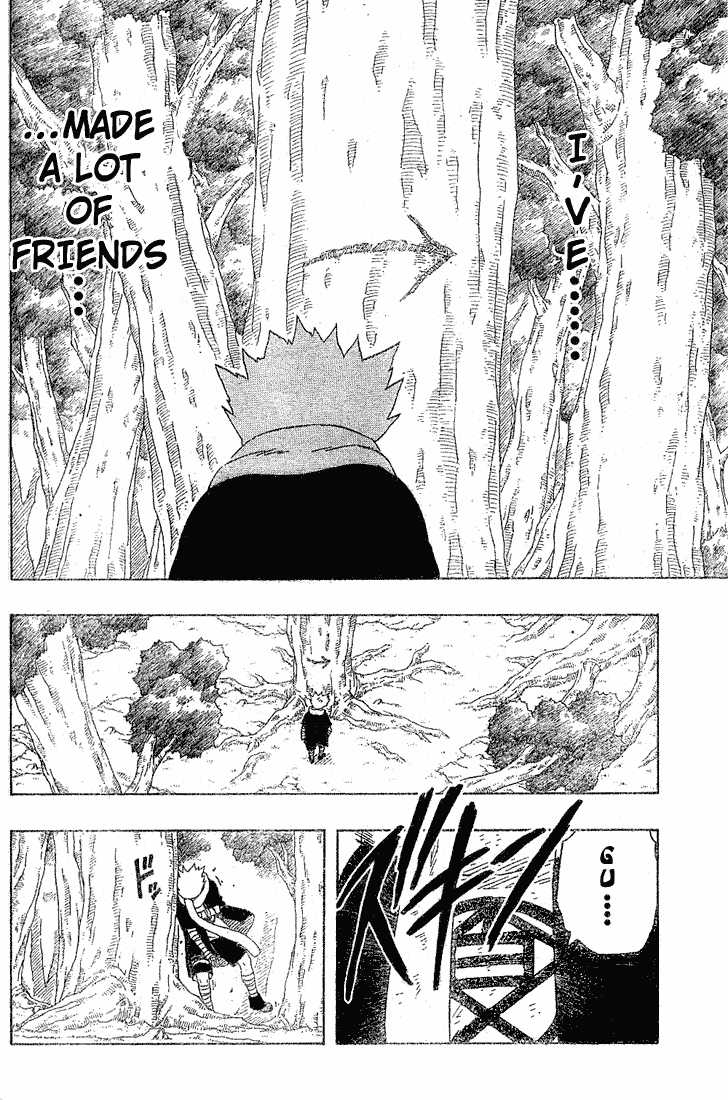 I'VE........
...MADE
A LOT
OF
FRIENDS
....
ズキン
GU....
ドッ